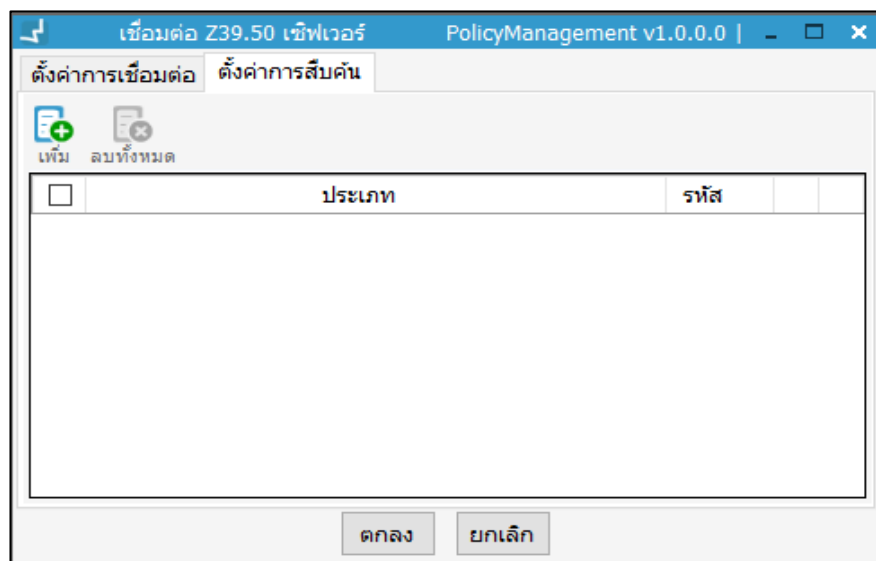 เชื่อมต่อ Z39.50 เซิฟเวอร์ PolicyManagement v1.0.0.0 |
ตั้งค่าการเชื่อมต่อ ตั้งค่าการสืบค้น
เพิ่ม ลบทั้งหมด
ประเภท รหัส
ตกลง ยกเลิก